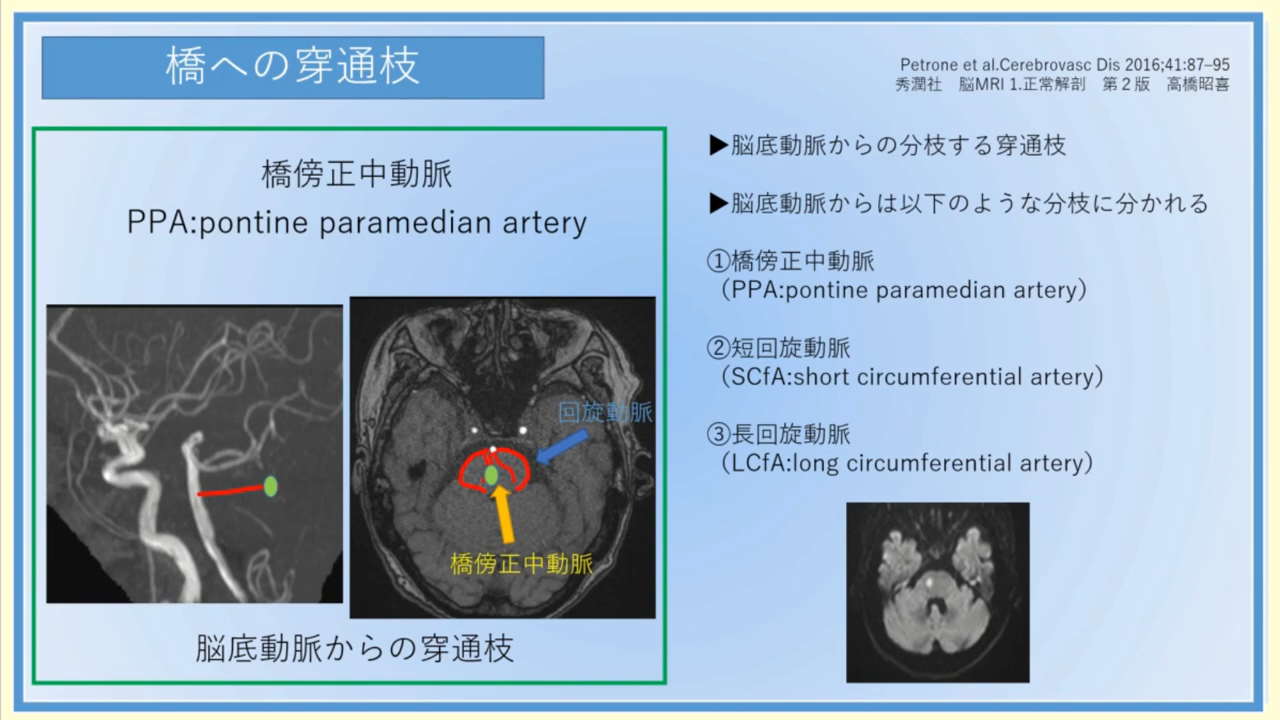 橋への穿通枝
Petrone et al.Cerebrovasc Dis 2016;41:87–95
秀潤社　脳MRI 1.正常解剖　第２版　高橋昭喜
橋傍正中動脈
PPA:pontine paramedian artery
回旋動脈
橋傍正中動脈
脳底動脈からの穿通枝
▶脳底動脈からの分枝する穿通枝
▶脳底動脈からは以下のような分枝に分かれる
①橋傍正中動脈
（PPA:pontine paramedian artery）
②短回旋動脈
（SCfA:short circumferential artery）
③長回旋動脈
（LCfA:long circumferential artery）